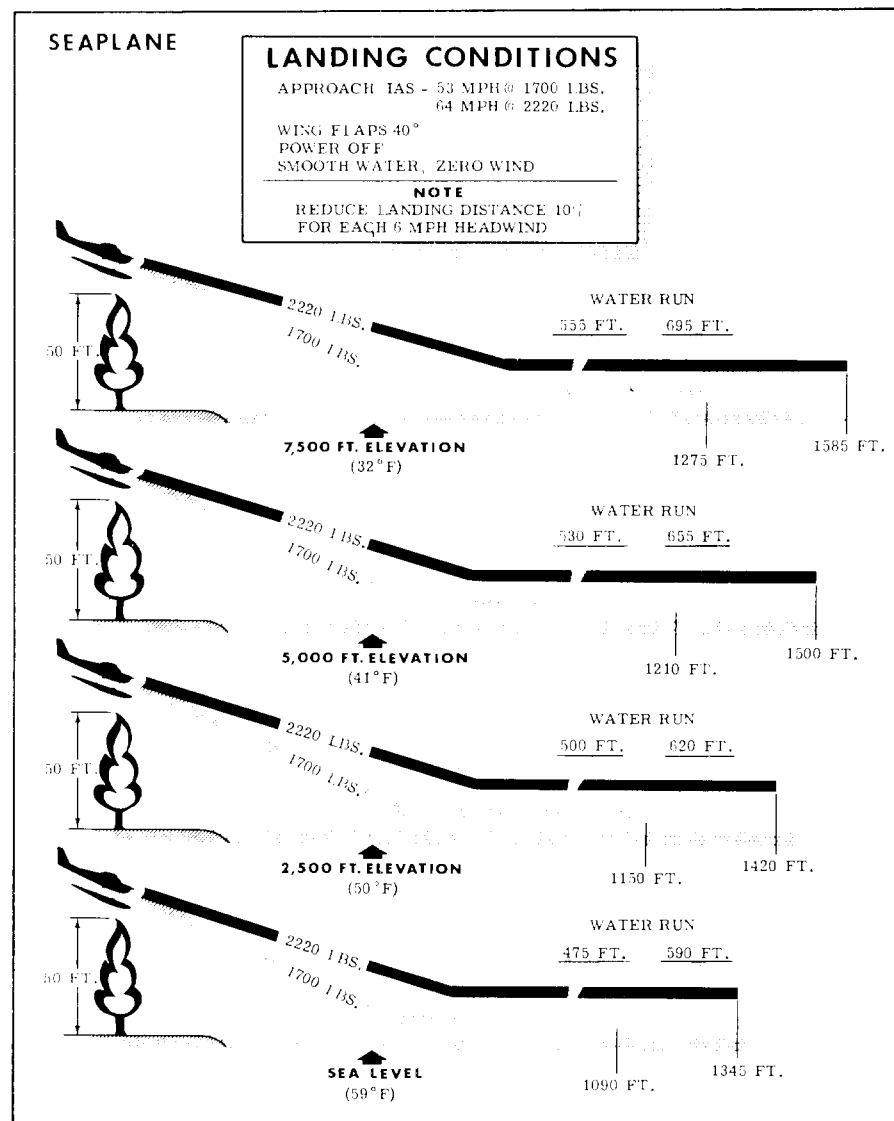 SEAPLANE
LANDING CONDITIONS
APPROACH IAS - 53 MPH @ 1700 LBS.
64 MPH @ 2220 LBS.
WING FLAPS 40°
POWER OFF
SMOOTH WATER, ZERO WIND
NOTE
REDUCE LANDING DISTANCE 10%
FOR EACH 6 MPH HEADWIND
50 FT.
2220 LBS.
1700 LBS.
WATER RUN
555 FT. 695 FT.
7,500 FT. ELEVATION
(32°F)
1275 FT.
1585 FT.
50 FT.
2220 LBS.
1700 LBS.
WATER RUN
530 FT. 655 FT.
5,000 FT. ELEVATION
(41°F)
1210 FT.
1500 FT.
50 FT.
2220 LBS.
1700 LBS.
WATER RUN
500 FT. 620 FT.
2,500 FT. ELEVATION
(50°F)
1150 FT.
1420 FT.
50 FT.
2220 LBS.
1700 LBS.
WATER RUN
475 FT. 590 FT.
SEA LEVEL
(59°F)
1090 FT.
1345 FT.